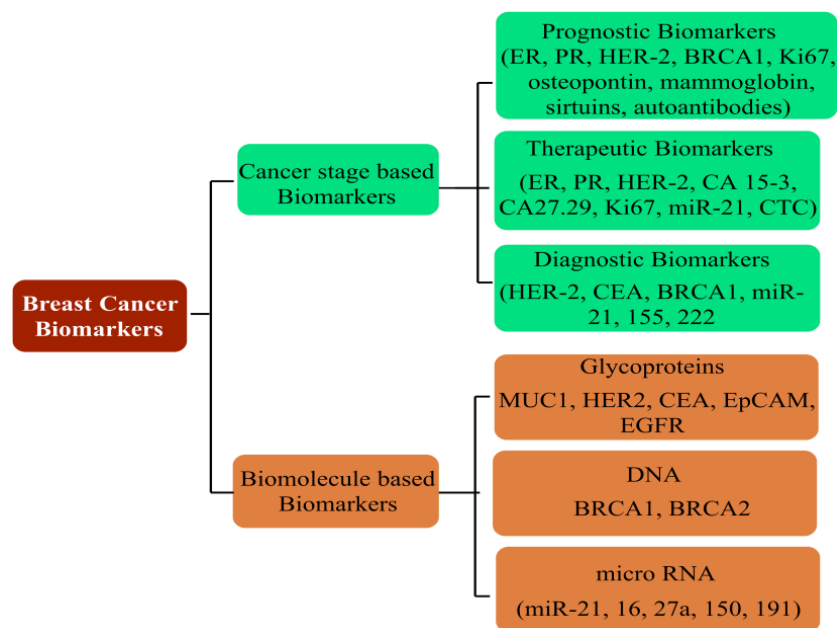 Prognostic Biomarkers
(ER, PR, HER-2, BRCA1, Ki67,
osteopontin, mammoglobin,
sirtuins, autoantibodies)
Cancer stage based
Biomarkers
Therapeutic Biomarkers
(ER, PR, HER-2, CA 15-3,
CA27.29, Ki67, miR-21, CTC)
Diagnostic Biomarkers
(HER-2, CEA, BRCA1, miR-
21, 155, 222
Breast Cancer
Biomarkers
Glycoproteins
MUC1, HER2, CEA, EpCAM,
EGFR
Biomolecule based
Biomarkers
DNA
BRCA1, BRCA2
micro RNA
(miR-21, 16, 27a, 150, 191)